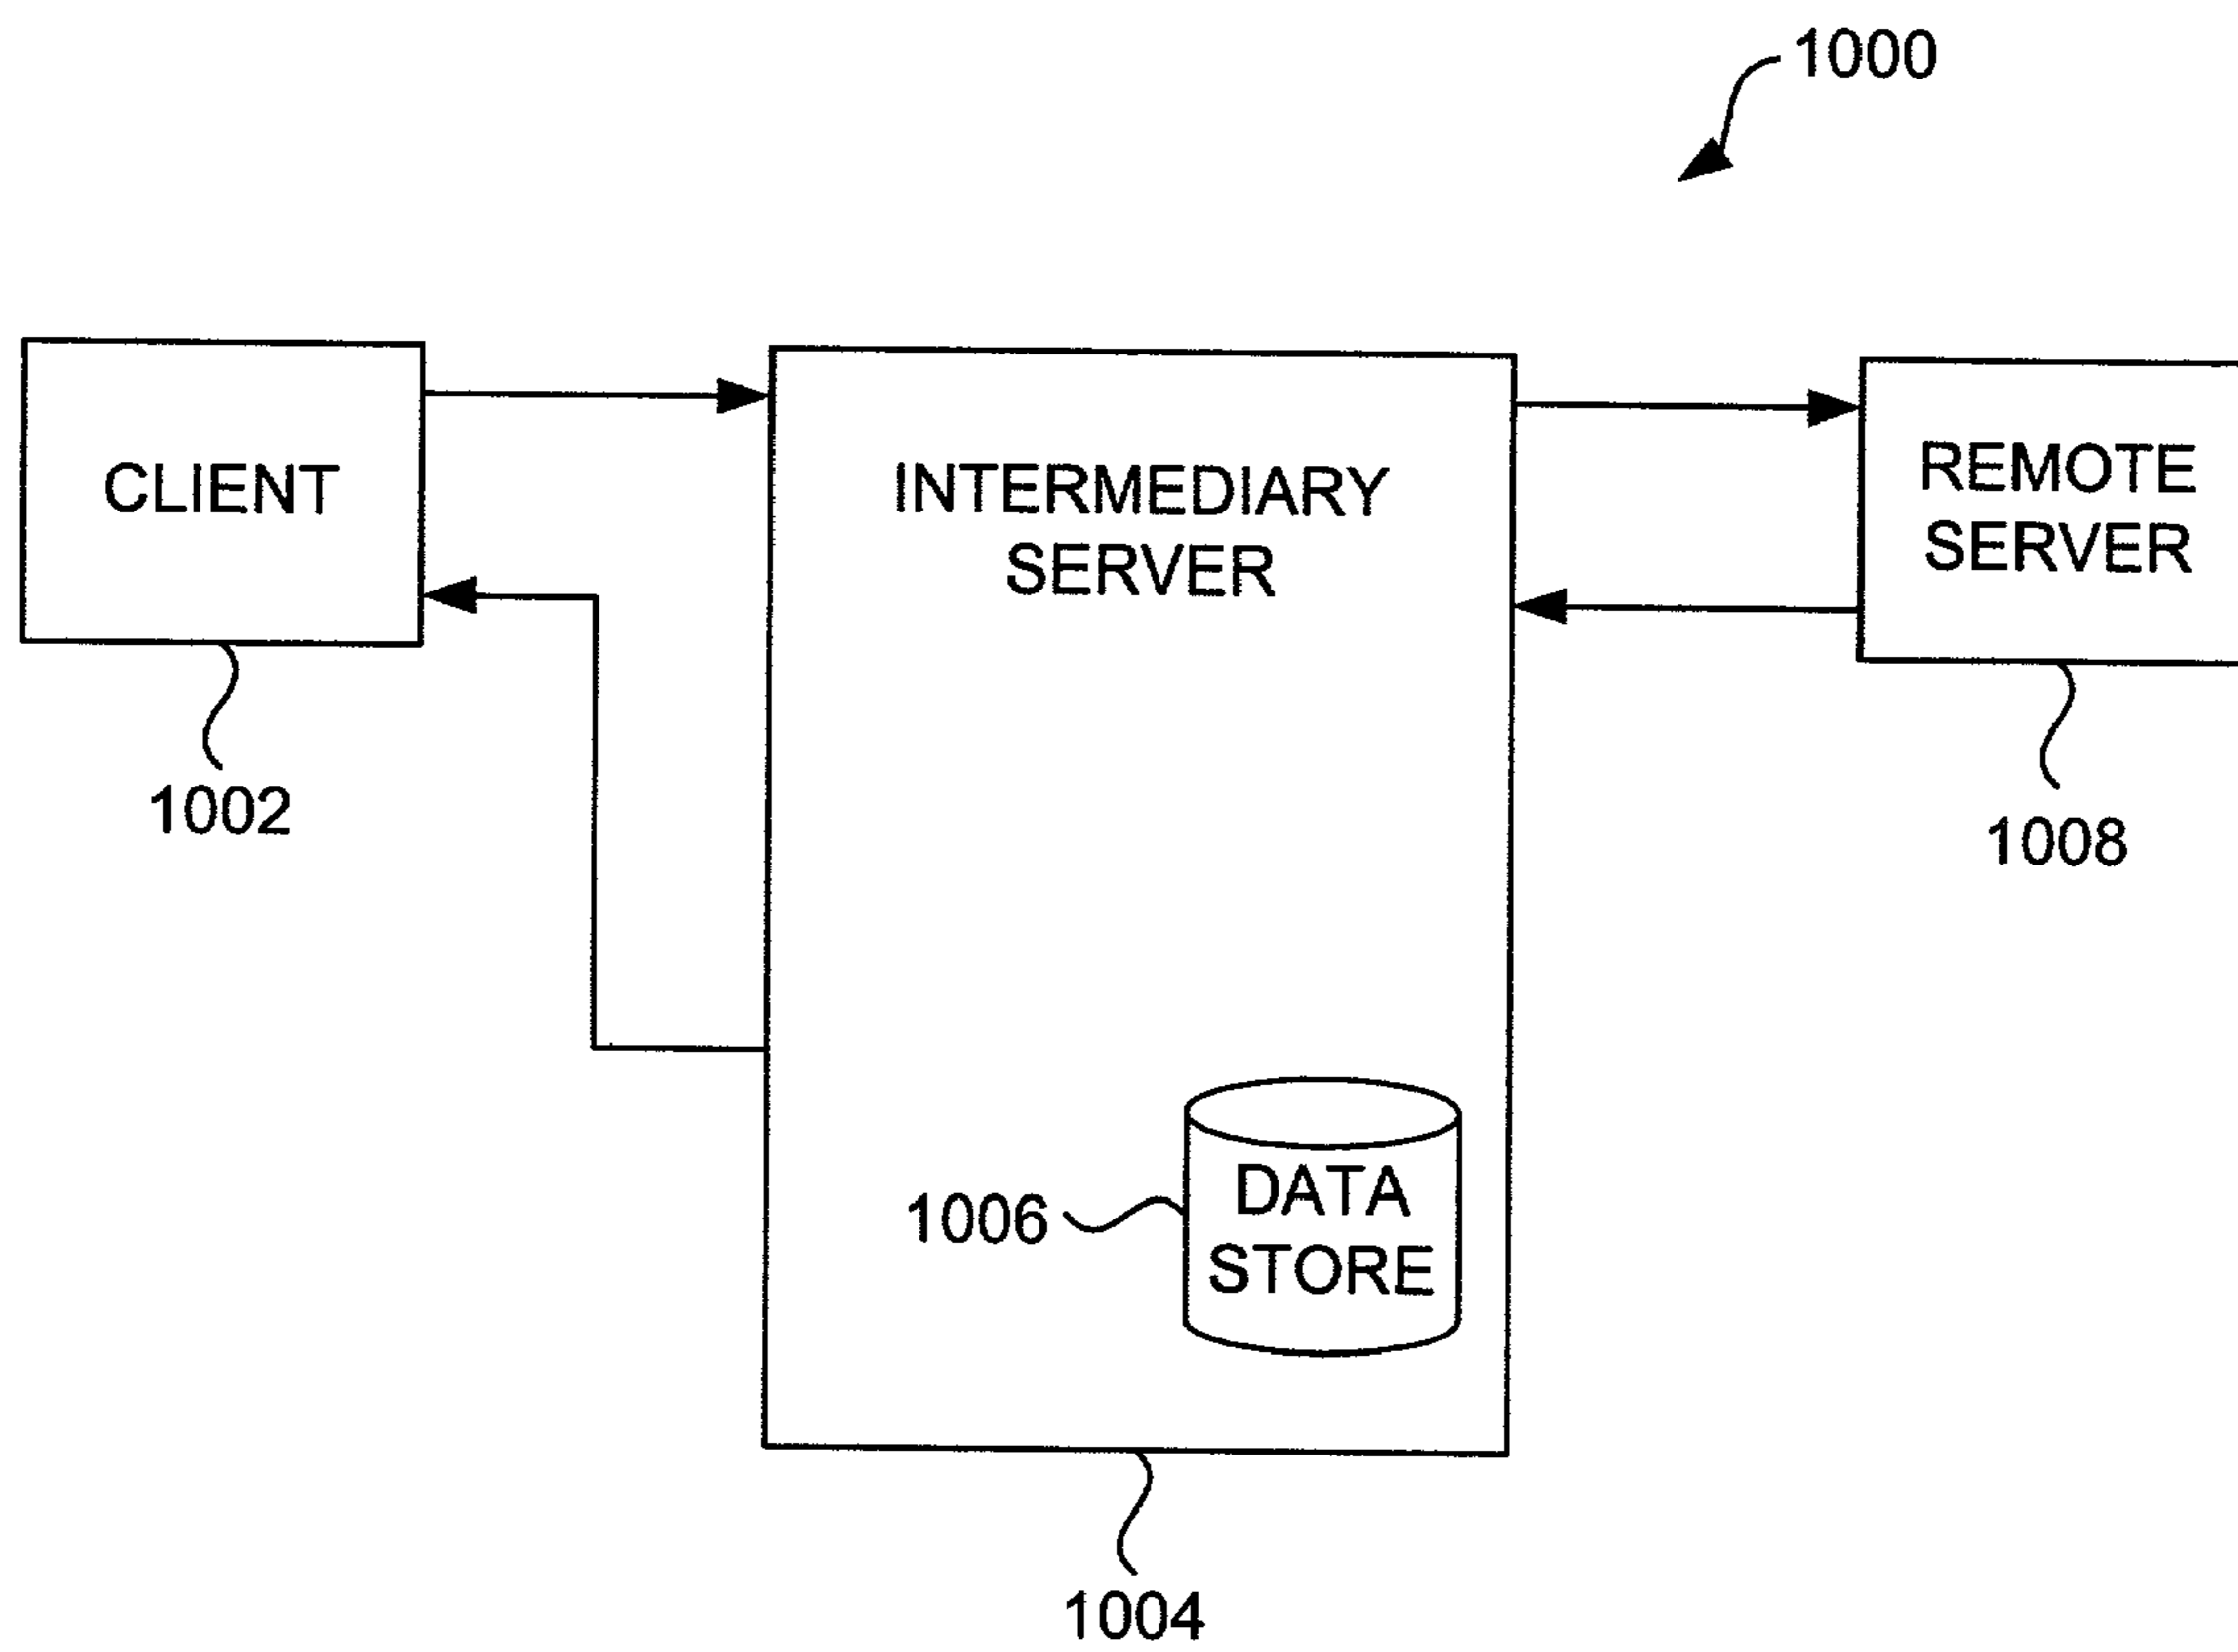 1000
CLIENT
INTERMEDIARY
SERVER
REMOTE
SERVER
1002
1008
1006
DATA
STORE
1004